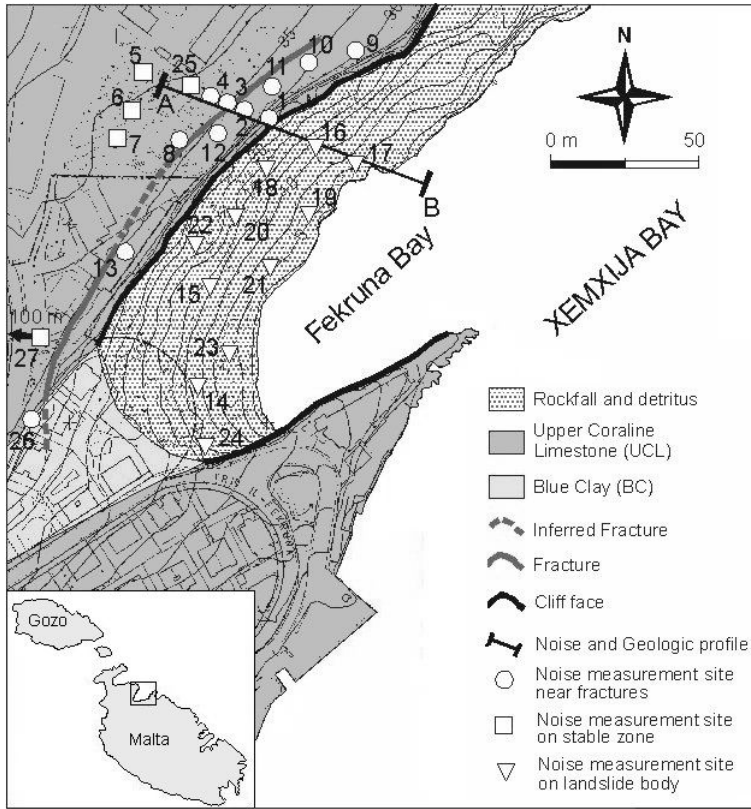 10
9
5
25
11
35
36
4
3
A
1
6
2
16
7
8
12
17
18
B
19
22
20
13
21
15
100 m
27
23
14
26
24
N
0 m
50
Fekruna Bay
XEMXIJA BAY
Rockfall and detritus
Upper Coraline
Limestone (UCL)
Blue Clay (BC)
Inferred Fracture
Fracture
Cliff face
Noise and Geologic profile
Noise measurement site
near fractures
Noise measurement site
on stable zone
Noise measurement site
on landslide body
Gozo
Malta